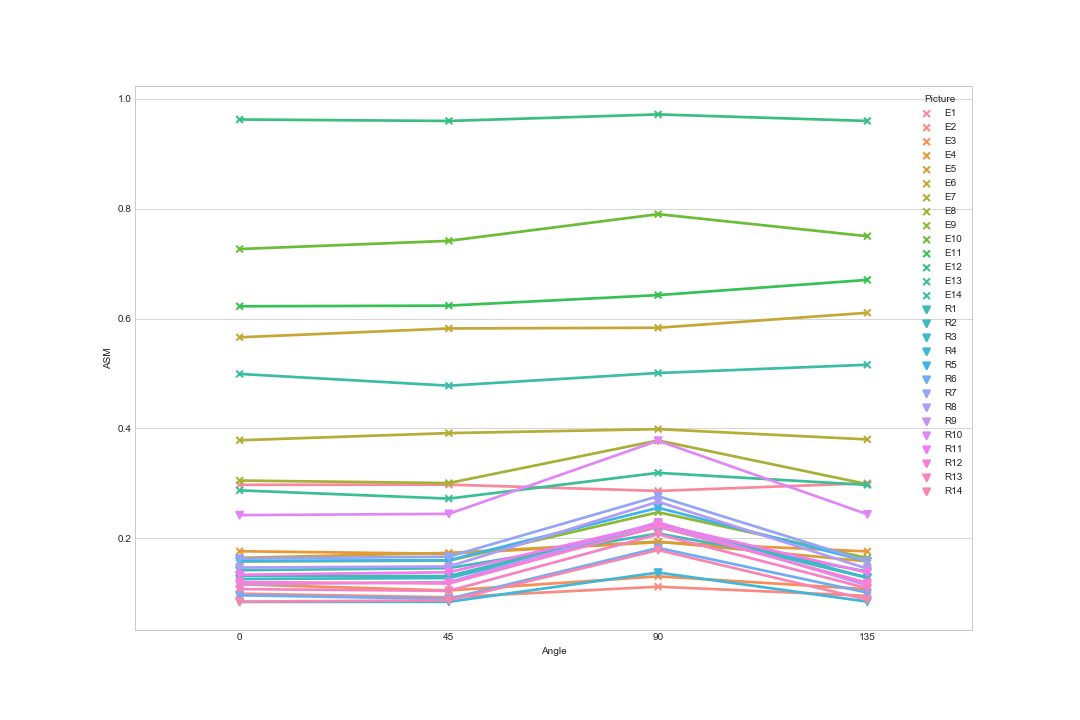 Picture
E1
E2
E3
E4
E5
E6
E7
E8
E9
E10
E11
E12
E13
E14
R1
R2
R3
R4
R5
R6
R7
R8
R9
R10
R11
R12
R13
R14
1.0
0.8
0.6
0.4
0.2
ASM
0 45 90 135
Angle